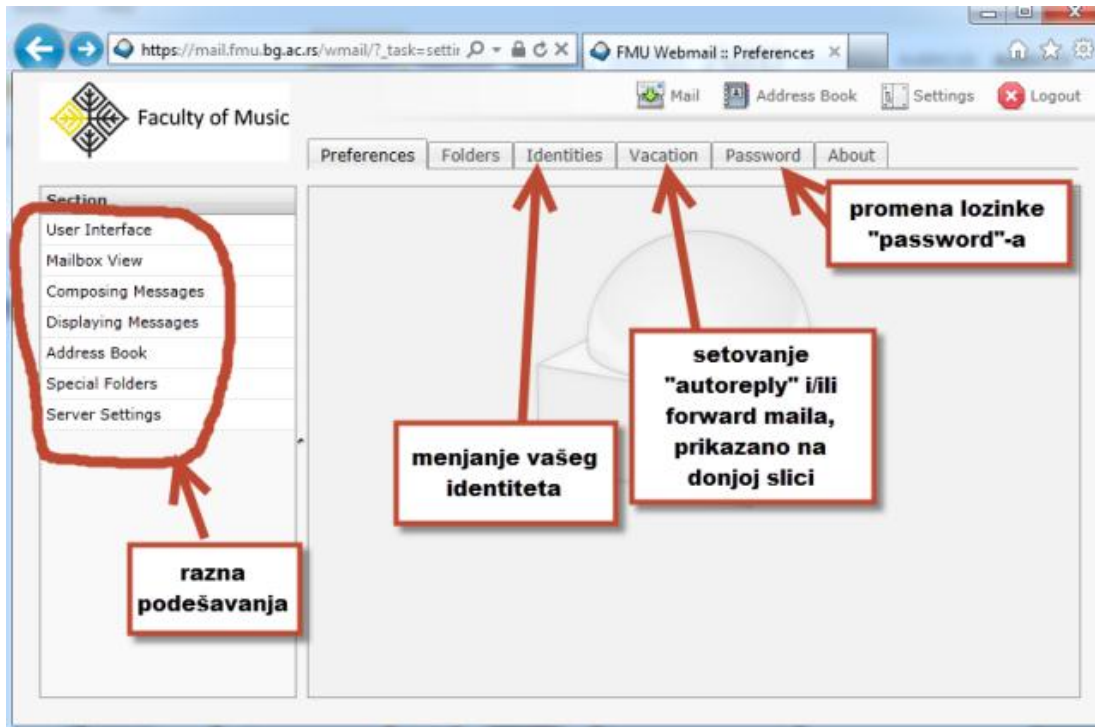 https://mail.fmu.bg.ac.rs/wmail/?_task=settin
FMU Webmail :: Preferences
Faculty of Music
Mail Address Book Settings Logout
Preferences Folders Identities Vacation Password About
Section
User Interface
Mailbox View
Composing Messages
Displaying Messages
Address Book
Special Folders
Server Settings
promena lozinke
"password"-a
setovanje
"autoreply" i/ili
forward maila,
prikazano na
donjoj slici
menjanje vašeg
identiteta
razna
podešavanja